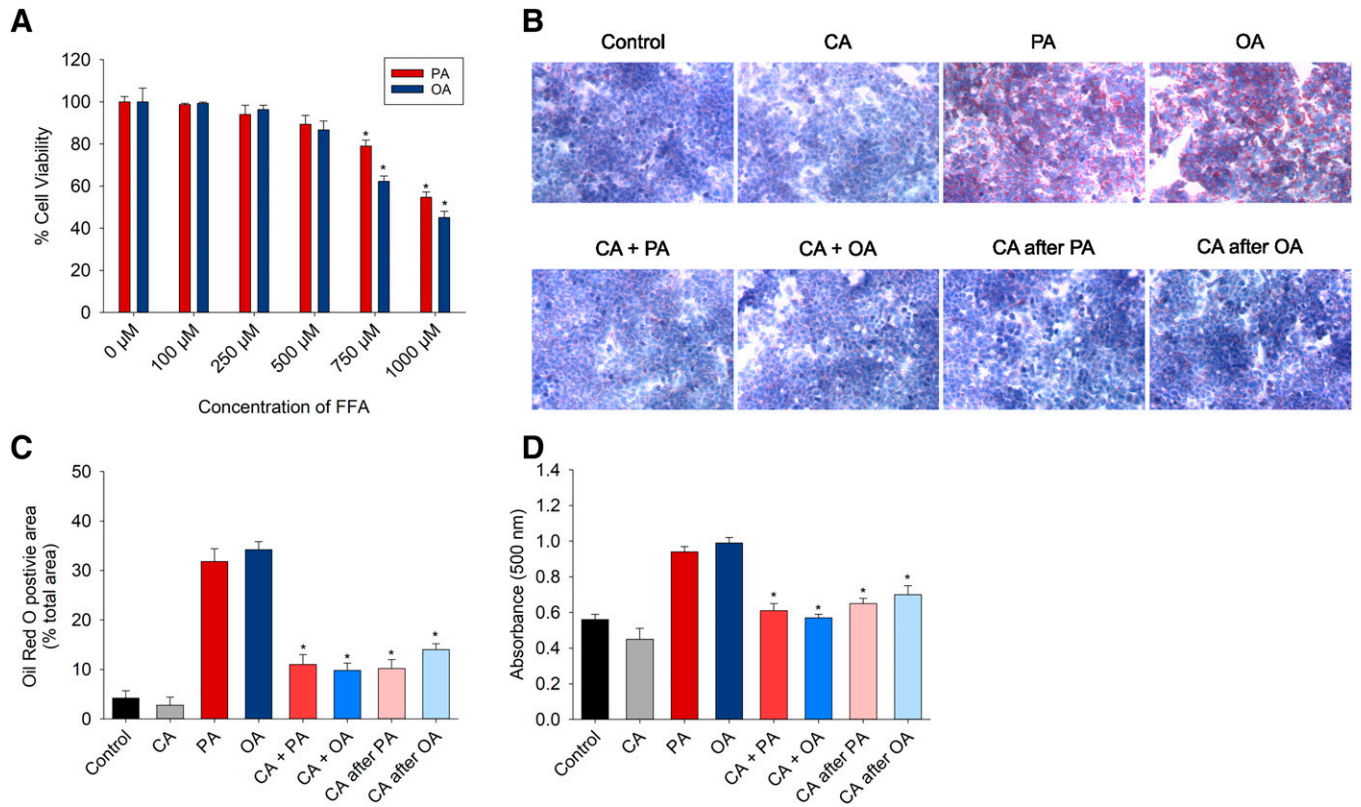 A
120
100
80
60
40
20
0
% Cell Viability
PA
OA
*
*
*
*
0 µM
100 µM
250 µM
500 µM
750 µM
1000 µM
Concentration of FFA
B
Control
CA
PA
OA
CA + PA
CA + OA
CA after PA
CA after OA
C
50
40
30
20
10
0
Oil Red O postivie area
(% total area)
*
*
*
*
Control
CA
PA
OA
CA + PA
CA + OA
CA after PA
CA after OA
D
1.4
1.2
1.0
0.8
0.6
0.4
0.2
0.0
Absorbance (500 nm)
*
*
*
*
Control
CA
PA
OA
CA + PA
CA + OA
CA after PA
CA after OA